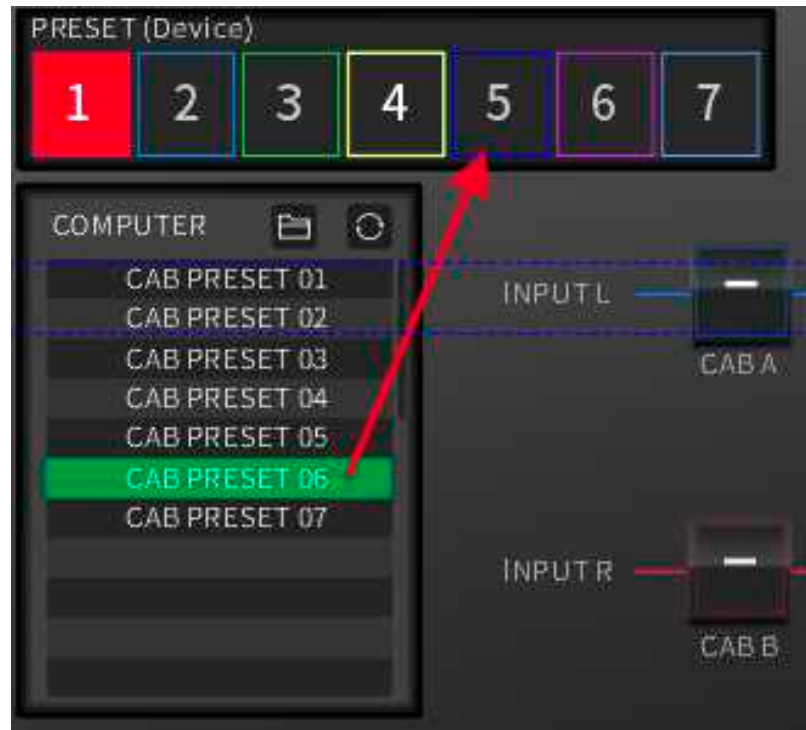 PRESET (Device)
1 2 3 4 5 6 7
COMPUTER
CAB PRESET 01
CAB PRESET 02
CAB PRESET 03
CAB PRESET 04
CAB PRESET 05
CAB PRESET 06
CAB PRESET 07
INPUT L
CAB A
INPUT R
CAB B